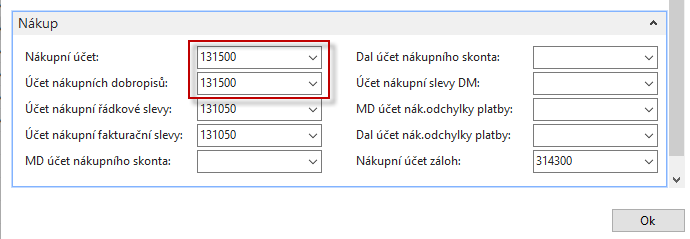 Nákup
Nákupní účet: 131500 Dal účet nákupního skonta:
Účet nákupních dobropisů: 131500 Účet nákupní slevy DM:
Účet nákupní řádkové slevy: 131050 MD účet nák.odchylky platby:
Účet nákupní fakturační slevy: 131050 Dal účet nák.odchylky platby:
MD účet nákupního skonta: Nákupní účet záloh: 314300
Ok